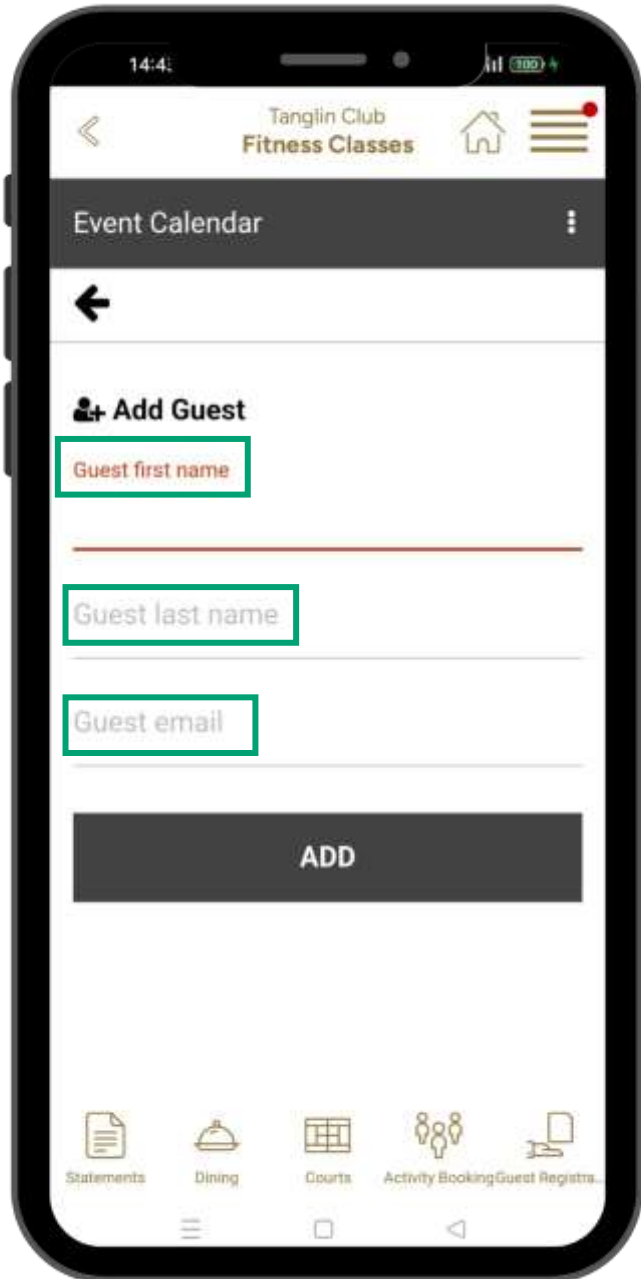 14:4
100
Tanglin Club
Fitness Classes
Event Calendar
Add Guest
Guest first name
Guest last name
Guest email
ADD
Statements
Dining
Courts
Activity Booking
Guest Registra...